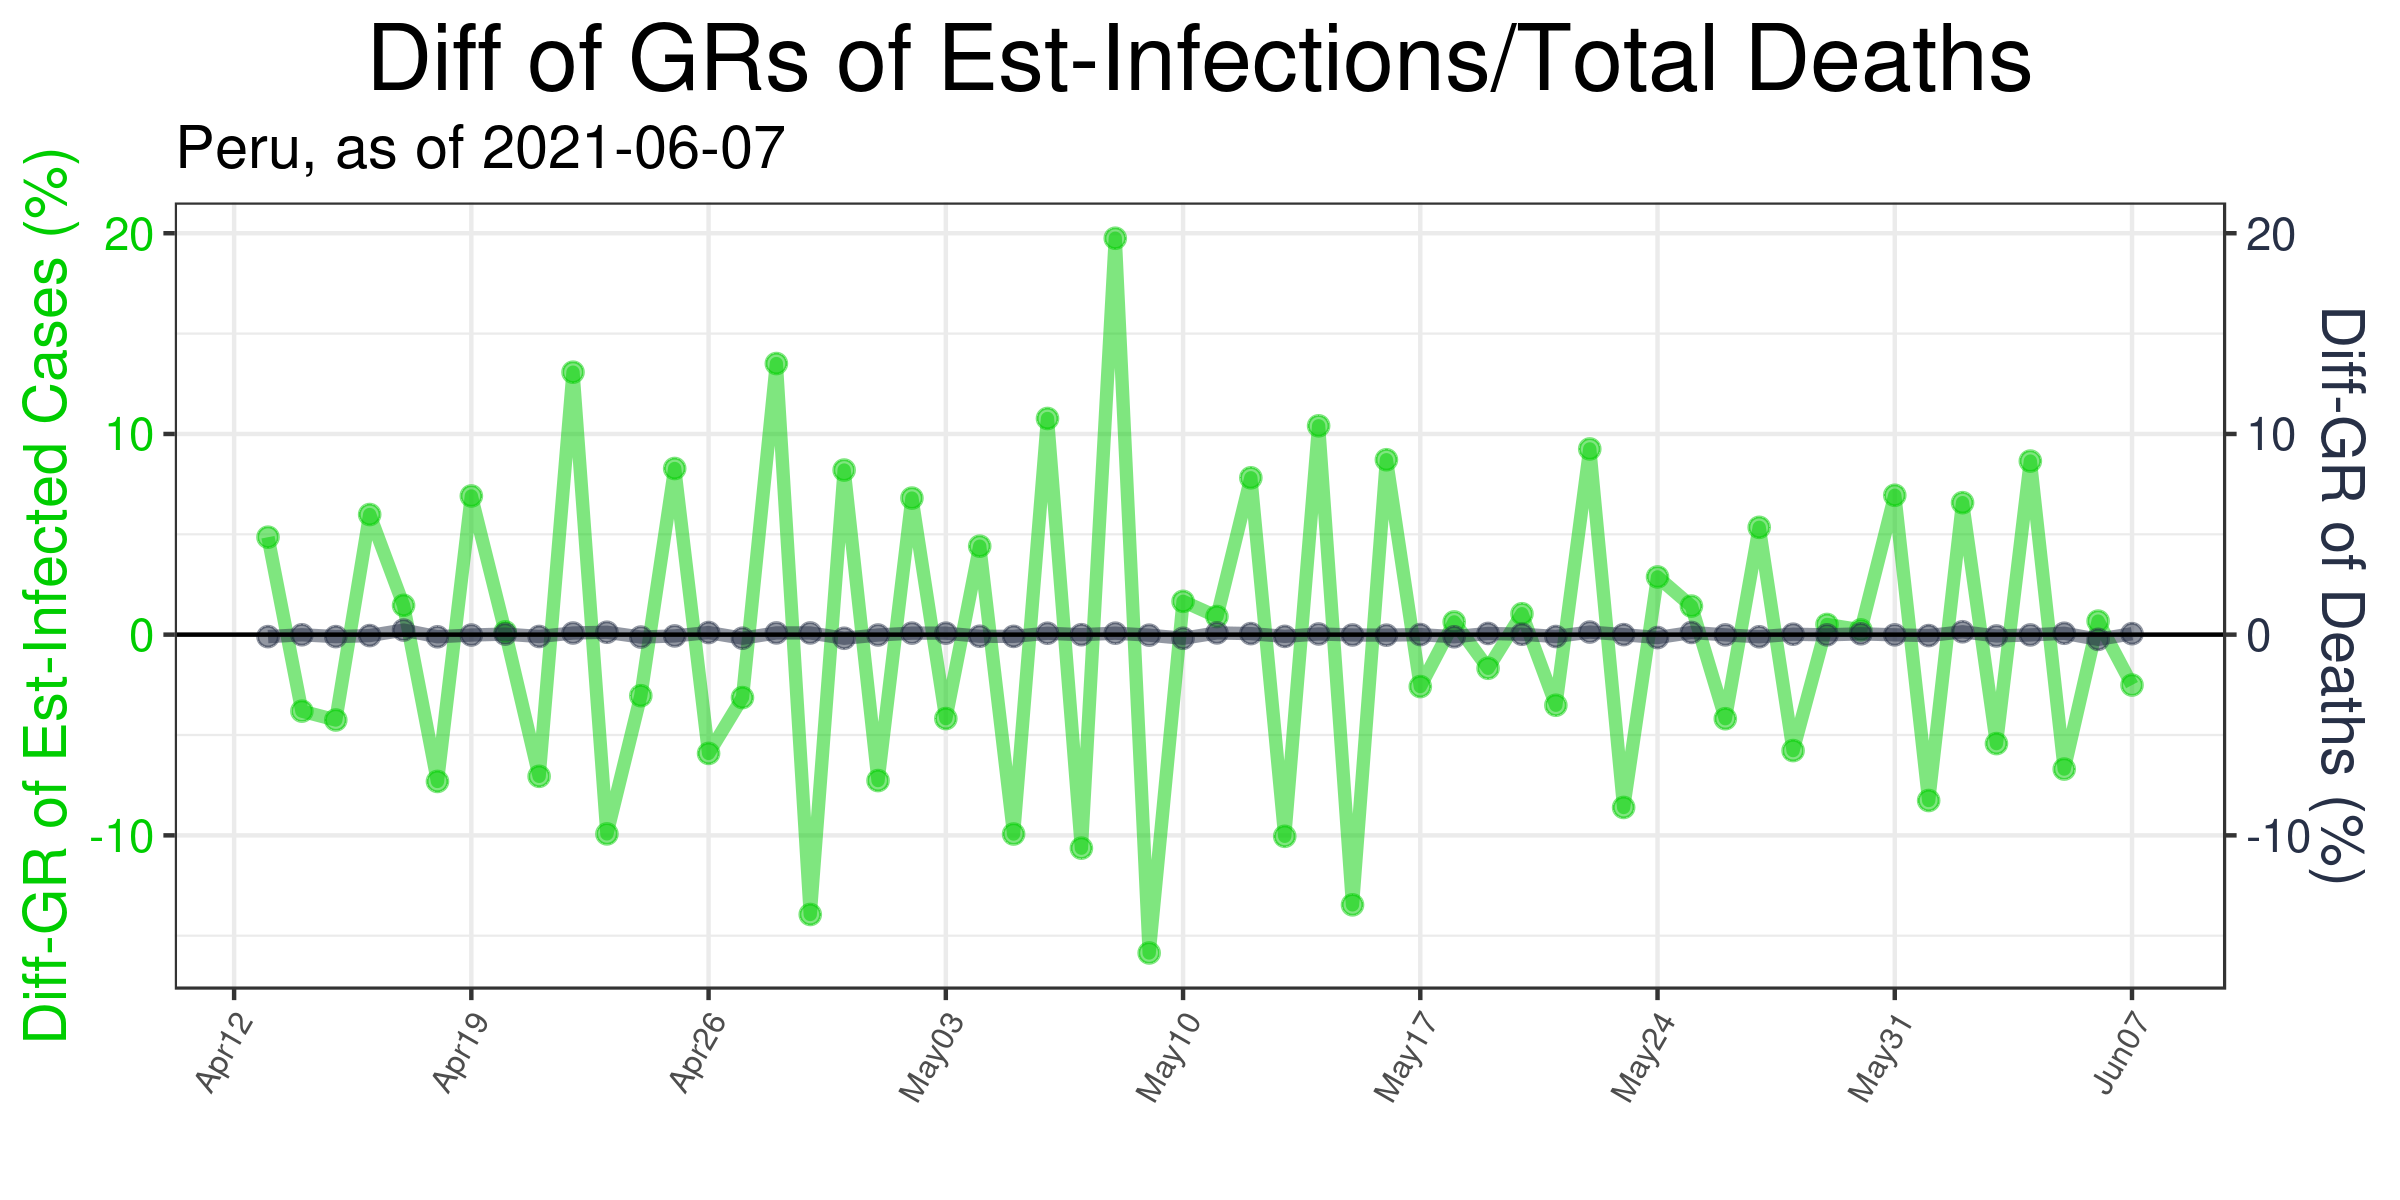 Diff of GRs of Est-Infections/Total Deaths
Peru, as of 2021-06-07
Diff-GR of Est-Infected Cases (%)
20
10
0
-10
20
10
0
-10
Diff-GR of Deaths (%)
Apr12
Apr19
Apr26
May03
May10
May17
May24
May31
Jun07